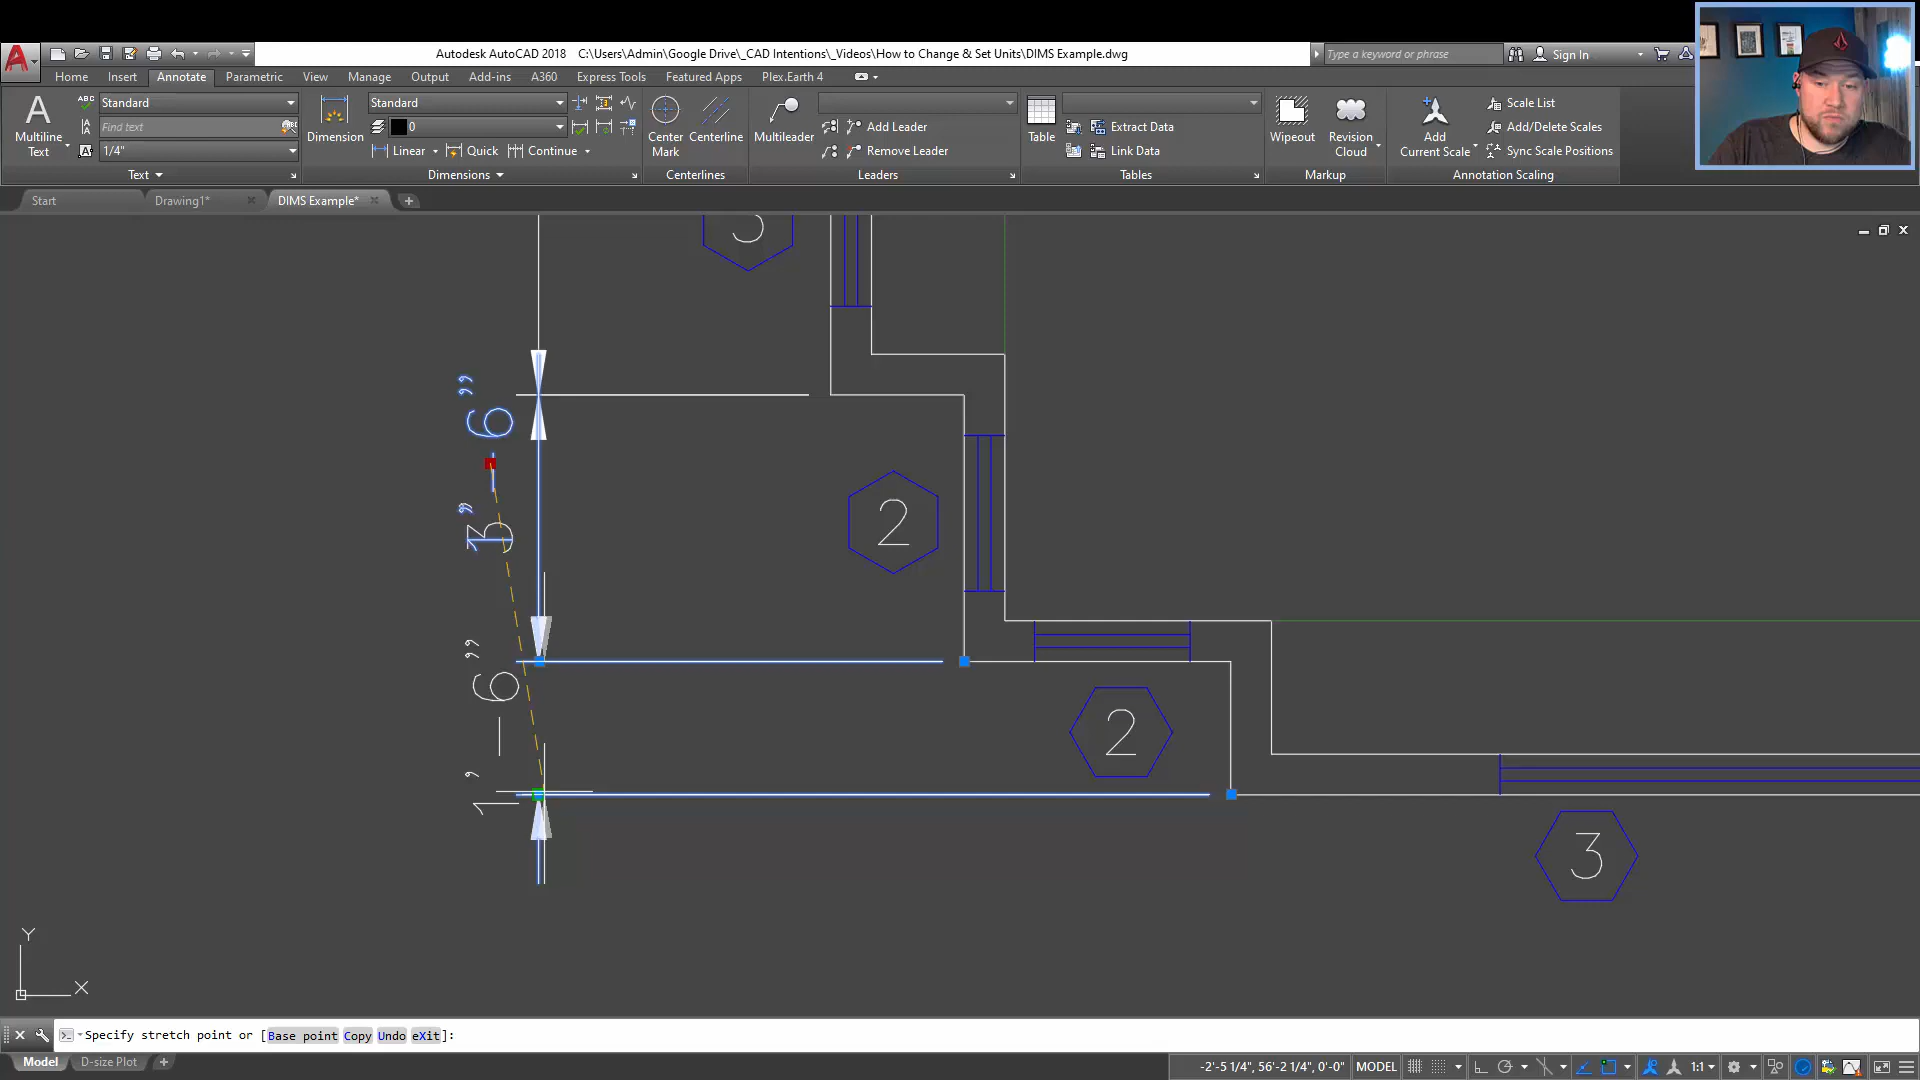 Autodesk AutoCAD 2018 C:\Users\Admin\Google Drive\_CAD Intentions\_Videos\How to Change & Set Units\DIMS Example.dwg
Type a keyword or phrase
Sign In
Home Insert Annotate Parametric View Manage Output Add-ins A360 Express Tools Featured Apps Plex.Earth 4
Multiline Text
Standard
Find text
1/4"
Text
Dimension
Standard
0
Linear Quick Continue
Dimensions
Center Mark
Centerline
Centerlines
Multileader
Add Leader
Remove Leader
Leaders
Table
Extract Data
Link Data
Tables
Wipeout
Revision Cloud
Markup
Add Current Scale
Scale List
Add/Delete Scales
Sync Scale Positions
Annotation Scaling
Start Drawing1* DIMS Example*
3
2
2
3
1'-6"
Y
X
Specify stretch point or [Base point Copy Undo eXit]:
Model D-size Plot
-2'-5 1/4", 56'-2 1/4", 0'-0" MODEL 1:1